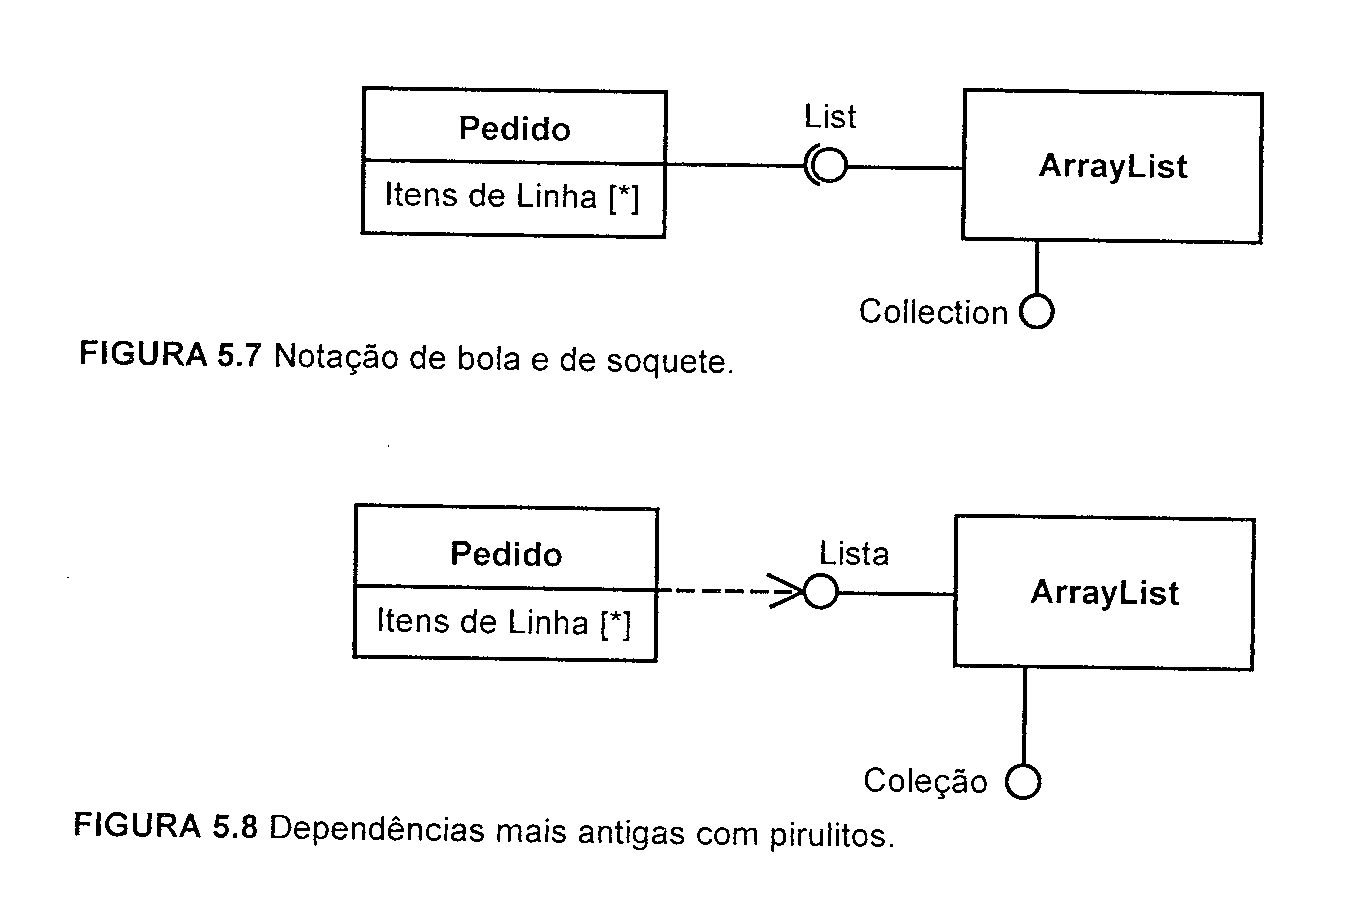 List
Pedido
ArrayList
Itens de Linha [*]
Collection
FIGURA 5.7 Notação de bola e de soquete.
Lista
Pedido
ArrayList
Itens de Linha [*]
Coleção
FIGURA 5.8 Dependências mais antigas com pirulitos.